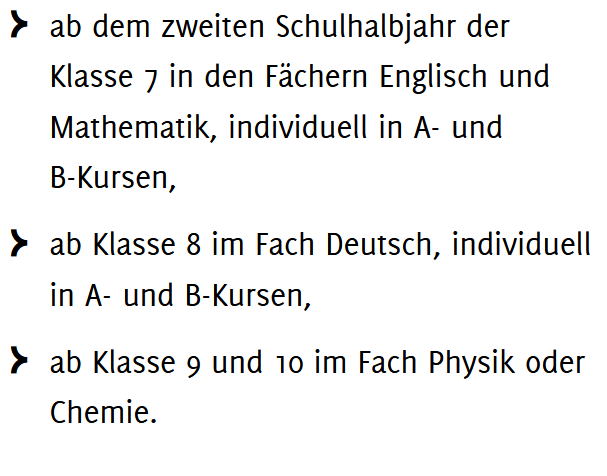 ab dem zweiten Schulhalbjahr der
Klasse 7 in den Fächern Englisch und
Mathematik, individuell in A- und
B-Kursen,
ab Klasse 8 im Fach Deutsch, individuell
in A- und B-Kursen,
ab Klasse 9 und 10 im Fach Physik oder
Chemie.